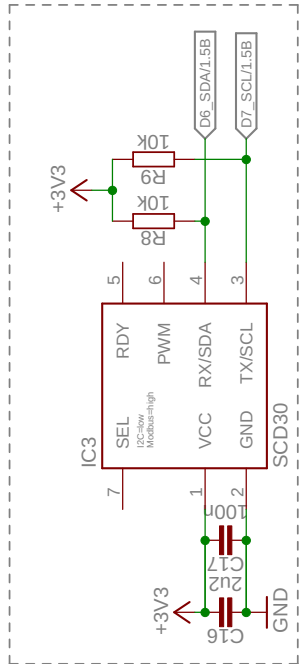 D6_SDA/1.5B
D7_SCL/1.5B
10k
R9
10k
R8
+3V3
5
6
4
3
RDY
PWM
RX/SDA
TX/SCL
IC3
SEL
I2C=low
Modbus=high
VCC
GND
SCD30
7
1
2
100n
C17
2u2
C16
+3V3
GND